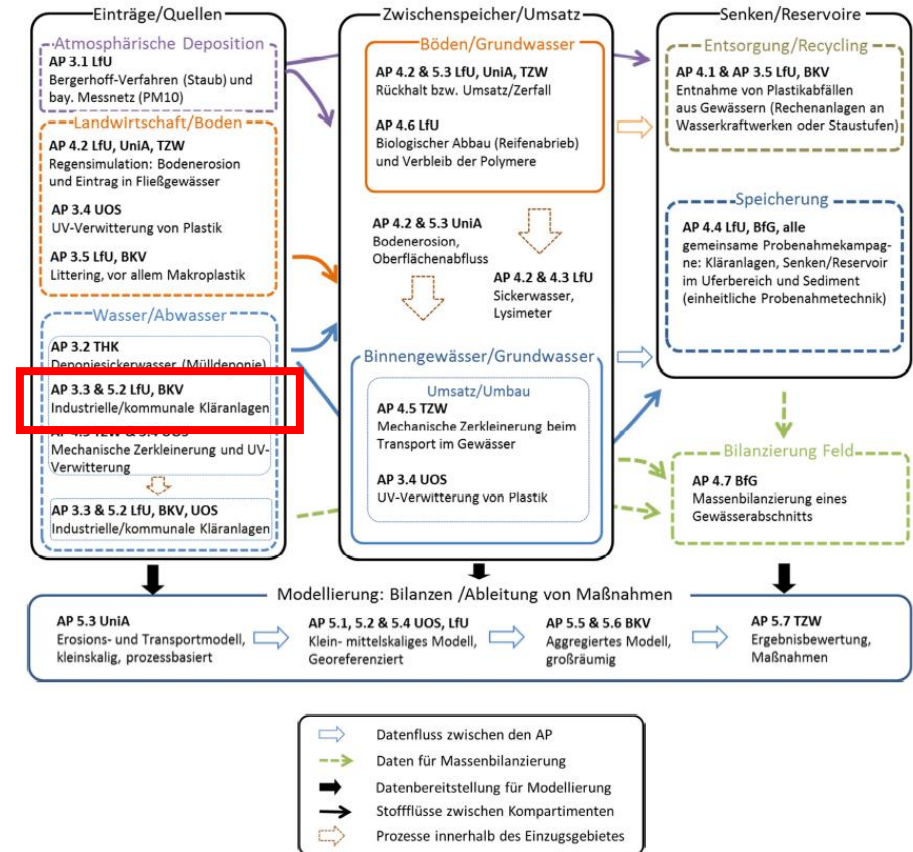 Einträge/Quellen
Atmosphärische Deposition
AP 3.1 LfU
Bergerhoff-Verfahren (Staub) und
bay. Messnetz (PM10)
Landwirtschaft/Boden
AP 4.2 LfU, UniA, TZW
Regensimulation: Bodenerosion
und Eintrag in Fließgewässer
AP 3.4 UOS
UV-Verwitterung von Plastik
AP 3.5 LfU, BKV
Littering, vor allem Makroplastik
Wasser/Abwasser
AP 3.2 THK
Deponiesickerwasser (Mülldeponie)
AP 3.3 & 5.2 LfU, BKV
Industrielle/kommunale Kläranlagen
Mechanische Zerkleinerung und UV-
Verwitterung
AP 3.3 & 5.2 LfU, BKV, UOS
Industrielle/kommunale Kläranlagen
Zwischenspeicher/Umsatz
Böden/Grundwasser
AP 4.2 & 5.3 LfU, UniA, TZW
Rückhalt bzw. Umsatz/Zerfall
AP 4.6 LfU
Biologischer Abbau (Reifenabrieb)
und Verbleib der Polymere
AP 4.2 & 5.3 UniA
Bodenerosion,
Oberflächenabfluss
AP 4.2 & 4.3 LfU
Sickerwasser,
Lysimeter
Binnengewässer/Grundwasser
Umsatz/Umbau
AP 4.5 TZW
Mechanische Zerkleinerung beim
Transport im Gewässer
AP 3.4 UOS
UV-Verwitterung von Plastik
Senken/Reservoire
Entsorgung/Recycling
AP 4.1 & AP 3.5 LfU, BKV
Entnahme von Plastikabfällen
aus Gewässern (Rechenanlagen an
Wasserkraftwerken oder Staustufen)
Speicherung
AP 4.4 LfU, BfG, alle
gemeinsame Probenahmekampag-
ne: Kläranlagen, Senken/Reservoir
im Uferbereich und Sediment
(einheitliche Probenahmetechnik)
Bilanzierung Feld
AP 4.7 BfG
Massenbilanzierung eines
Gewässerabschnitts
Modellierung: Bilanzen /Ableitung von Maßnahmen
AP 5.3 UniA
Erosions- und Transportmodell,
kleinskalig, prozessbasiert
AP 5.1, 5.2 & 5.4 UOS, LfU
Klein- mittelskaliges Modell,
Georeferenziert
AP 5.5 & 5.6 BKV
Aggregiertes Modell,
großräumig
AP 5.7 TZW
Ergebnisbewertung,
Maßnahmen
Datenfluss zwischen den AP
Daten für Massenbilanzierung
Datenbereitstellung für Modellierung
Stoffflüsse zwischen Kompartimenten
Prozesse innerhalb des Einzugsgebietes